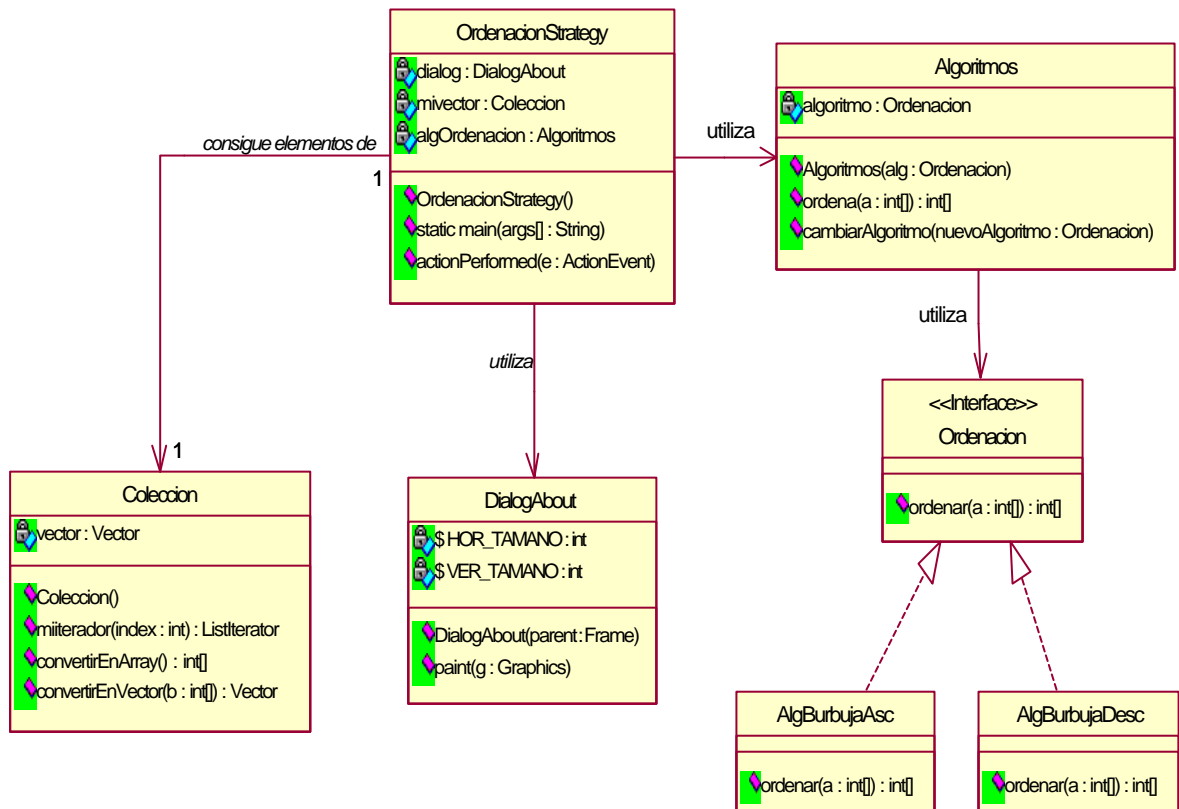 OrdenacionStrategy
dialog : DialogAbout
mivector : Coleccion
algOrdenacion : Algoritmos
OrdenacionStrategy()
static main(args[] : String)
actionPerformed(e : ActionEvent)
Algoritmos
algoritmo : Ordenacion
Algoritmos(alg : Ordenacion)
ordena(a : int[]) : int[]
cambiarAlgoritmo(nuevoAlgoritmo : Ordenacion)
utiliza
consigue elementos de
1
1
utiliza
utiliza
<<Interface>>
Ordenacion
ordenar(a : int[]) : int[]
Coleccion
vector : Vector
Coleccion()
miiterador(index : int) : ListIterator
convertirEnArray() : int[]
convertirEnVector(b : int[]) : Vector
DialogAbout
$ HOR_TAMANO : int
$ VER_TAMANO : int
DialogAbout(parent : Frame)
paint(g : Graphics)
AlgBurbujaAsc
ordenar(a : int[]) : int[]
AlgBurbujaDesc
ordenar(a : int[]) : int[]